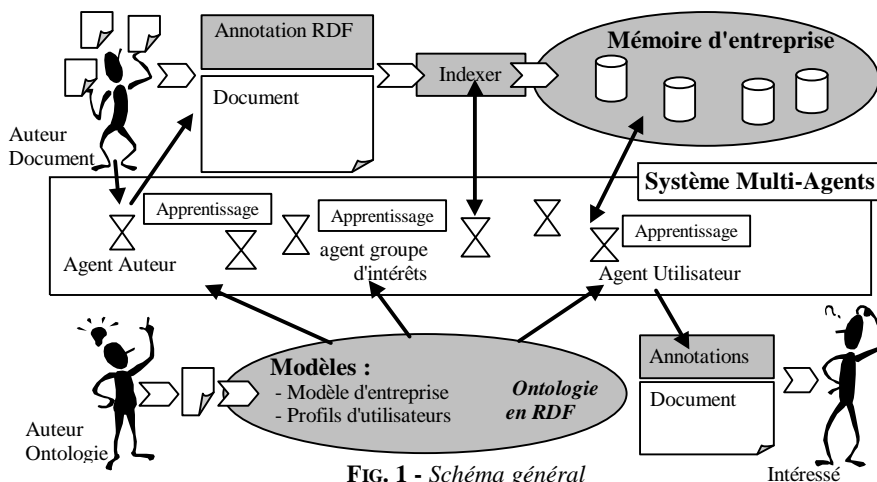 Annotation RDF
Document
Indexer
Mémoire d'entreprise
Auteur
Document
Système Multi-Agents
Apprentissage
Agent Auteur
Apprentissage
agent groupe
d'intérêts
Apprentissage
Agent Utilisateur
Modèles :
- Modèle d'entreprise
- Profils d'utilisateurs
Ontologie
en RDF
Annotations
Document
? ?
Auteur
Ontologie
Intéressé
FIG. 1 - Schéma général